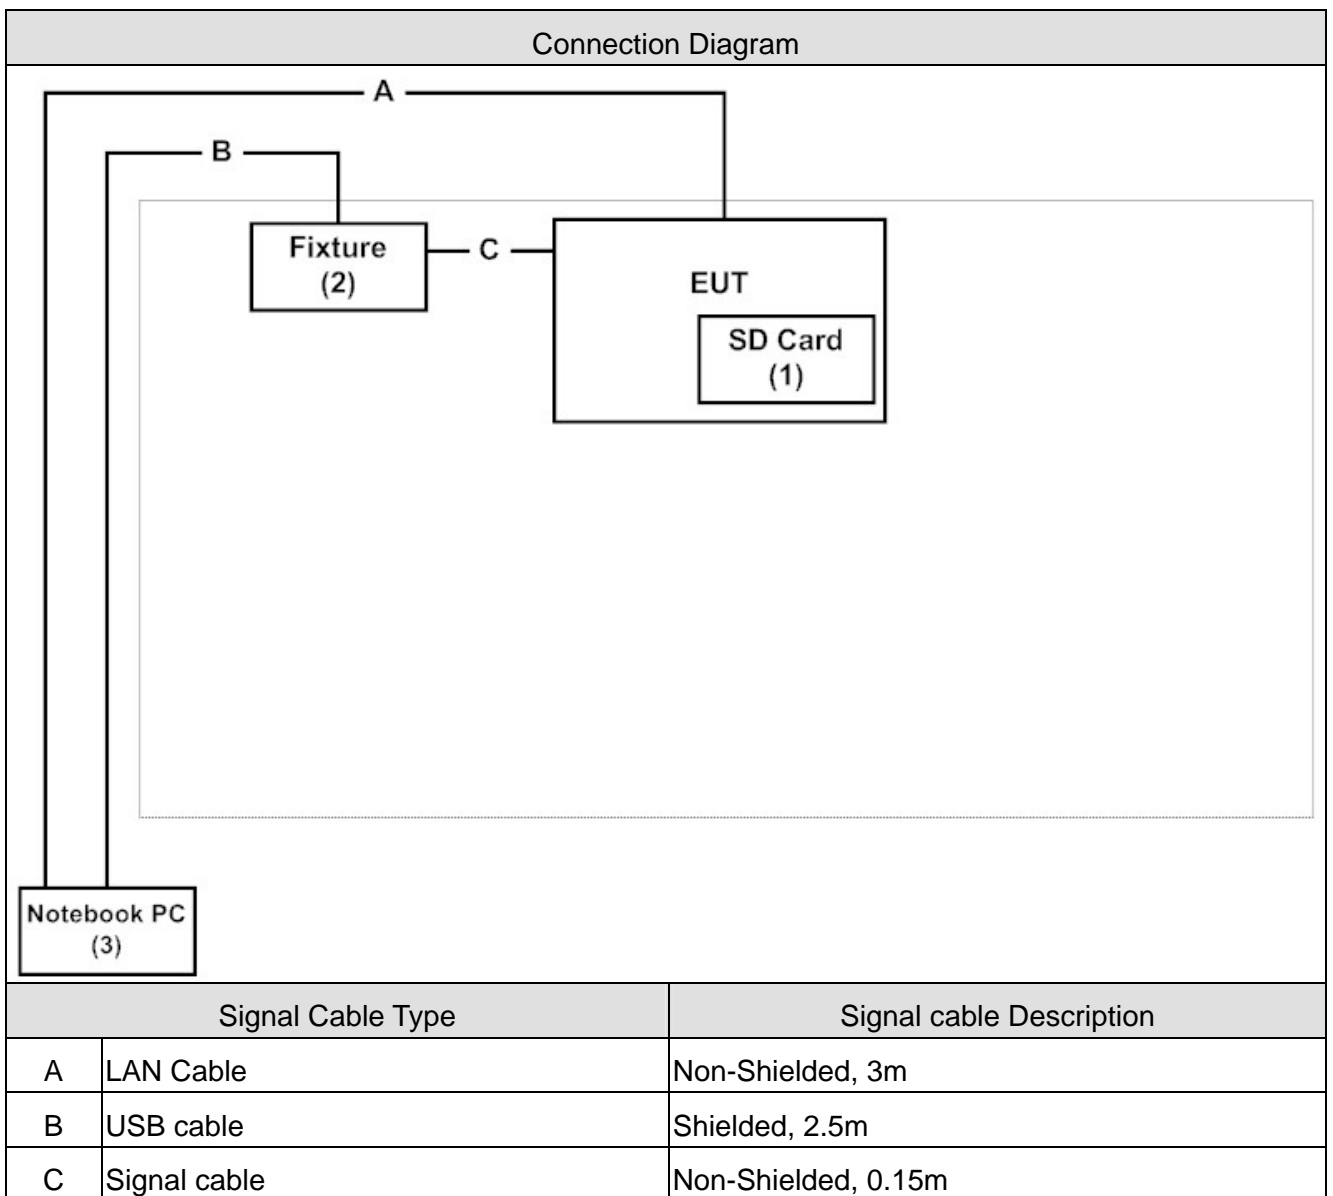 Connection Diagram
A
B
Fixture
(2)
C
EUT
SD Card
(1)
Notebook PC
(3)
Signal Cable Type Signal cable Description
A LAN Cable Non-Shielded, 3m
B USB cable Shielded, 2.5m
C Signal cable Non-Shielded, 0.15m